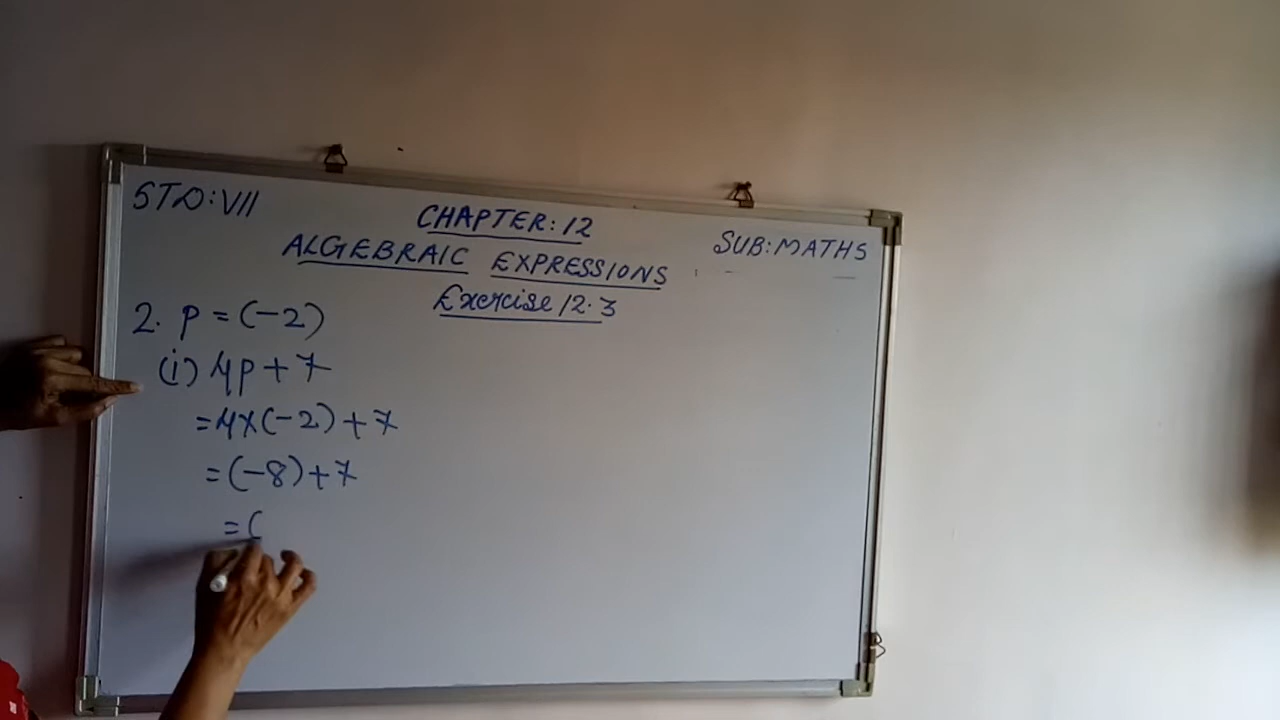 STD:VII
CHAPTER:12
SUB:MATHS
ALGEBRAIC EXPRESSIONS
Exercise 12.3
2. p = (-2)
(i) 4p + 7
= 4x(-2) + 7
= (-8) + 7
= (